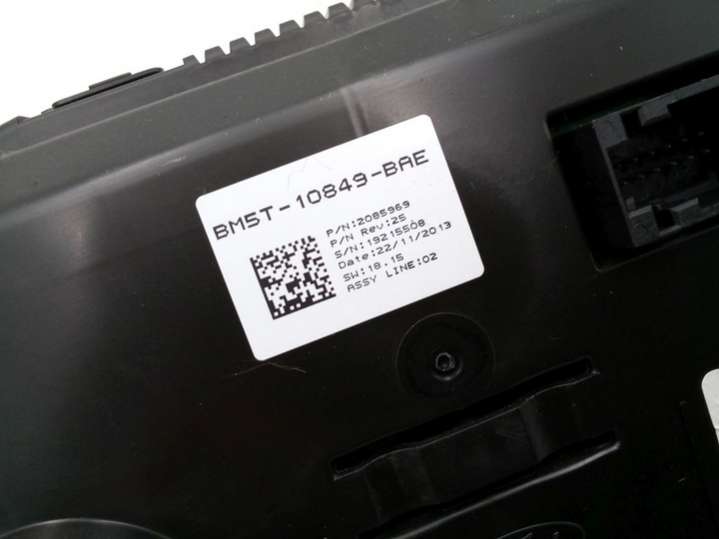 BM5T-10849-BAE
P/N:2085969
P/N Rev:25
S/N:19215508
Date:22/11/2013
SW:18.15
ASSY LINE:02